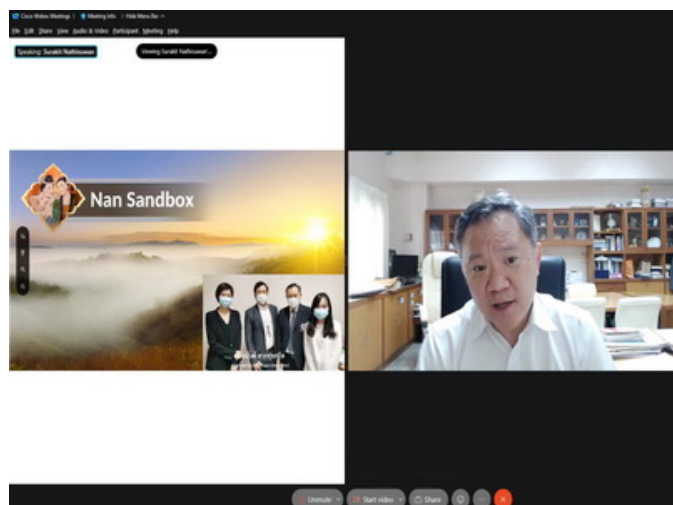 Cisco Webex Meetings | Meeting Info | Hide Menu Bar
File Edit Share View Audio & Video Participant Meeting Help
Speaking: Surakit Nathisuwan
Viewing Surakit Nathisuwan'...
Nan Sandbox
Unmute Start video Share